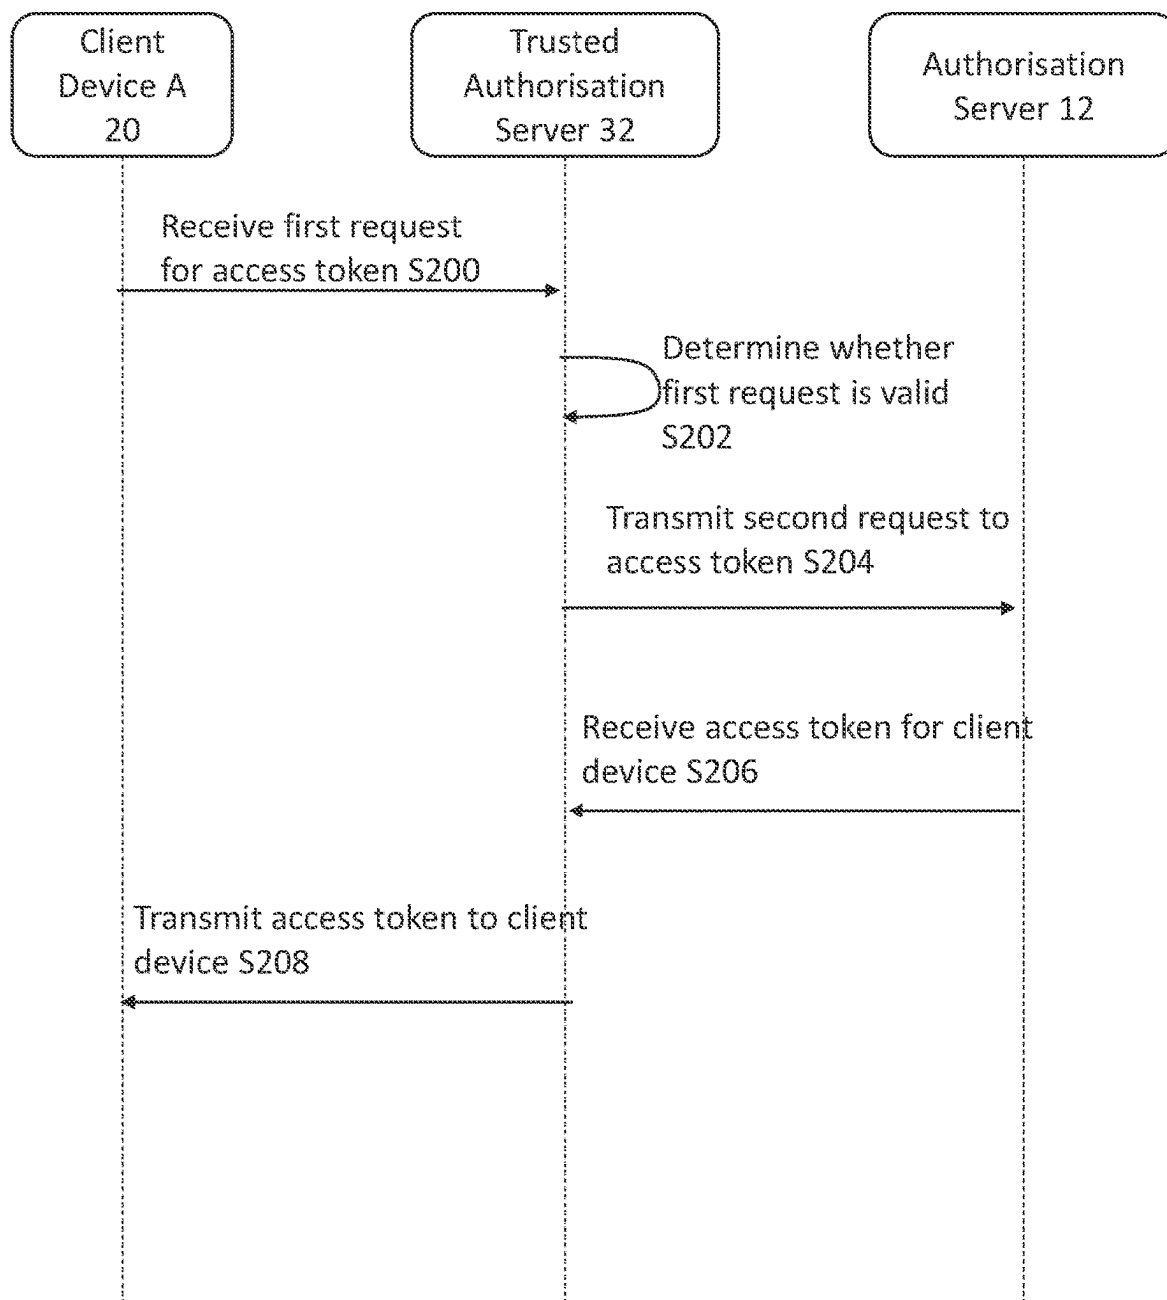 Client
Device A
20
Trusted
Authorisation
Server 32
Authorisation
Server 12
Receive first request
for access token S200
Determine whether
first request is valid
S202
Transmit second request to
access token S204
Receive access token for client
device S206
Transmit access token to client
device S208